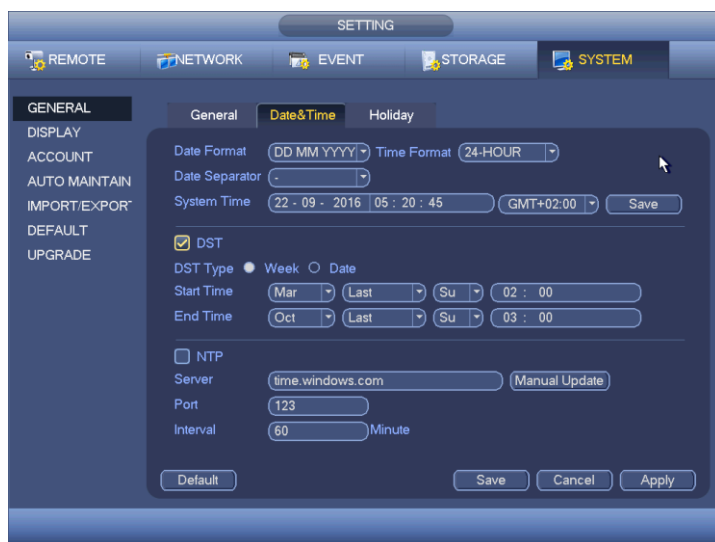 SETTING
REMOTE NETWORK EVENT STORAGE SYSTEM
GENERAL
DISPLAY
ACCOUNT
AUTO MAINTAIN
IMPORT/EXPOR
DEFAULT
UPGRADE
General Date&Time Holiday
Date Format DD MM YYYY Time Format 24-HOUR
Date Separator -
System Time 22 - 09 - 2016 05 : 20 : 45 GMT+02:00 Save
DST
DST Type Week Date
Start Time Mar Last Su 02 : 00
End Time Oct Last Su 03 : 00
NTP
Server time.windows.com Manual Update
Port 123
Interval 60 Minute
Default Save Cancel Apply